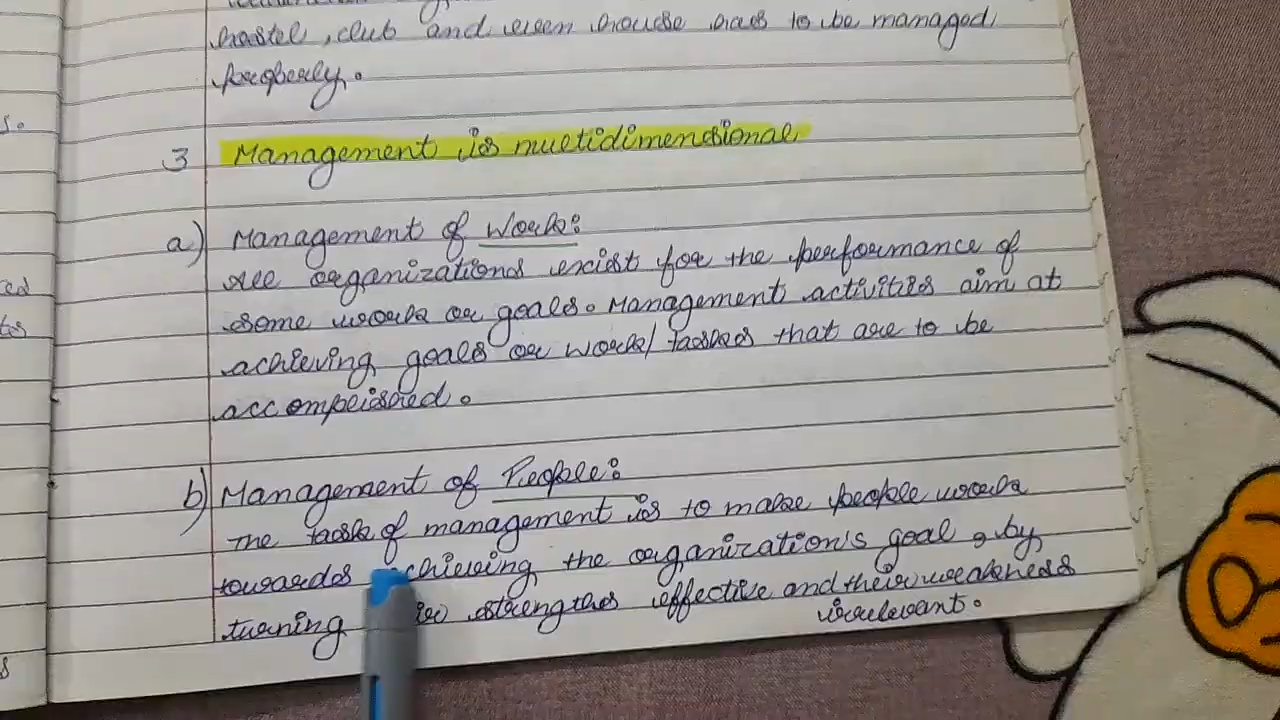 hostel, club and even house has to be managed
properly.
3 Management is multidimensional
a) Management of Work:
All organizations exist for the performance of
some work or goals. Management activities aim at
achieving goals or work/tasks that are to be
accomplished.
b) Management of People:
The task of management is to make people work
towards achieving the organization's goal, by
turning strengths effective and their weakness
irrelevant.